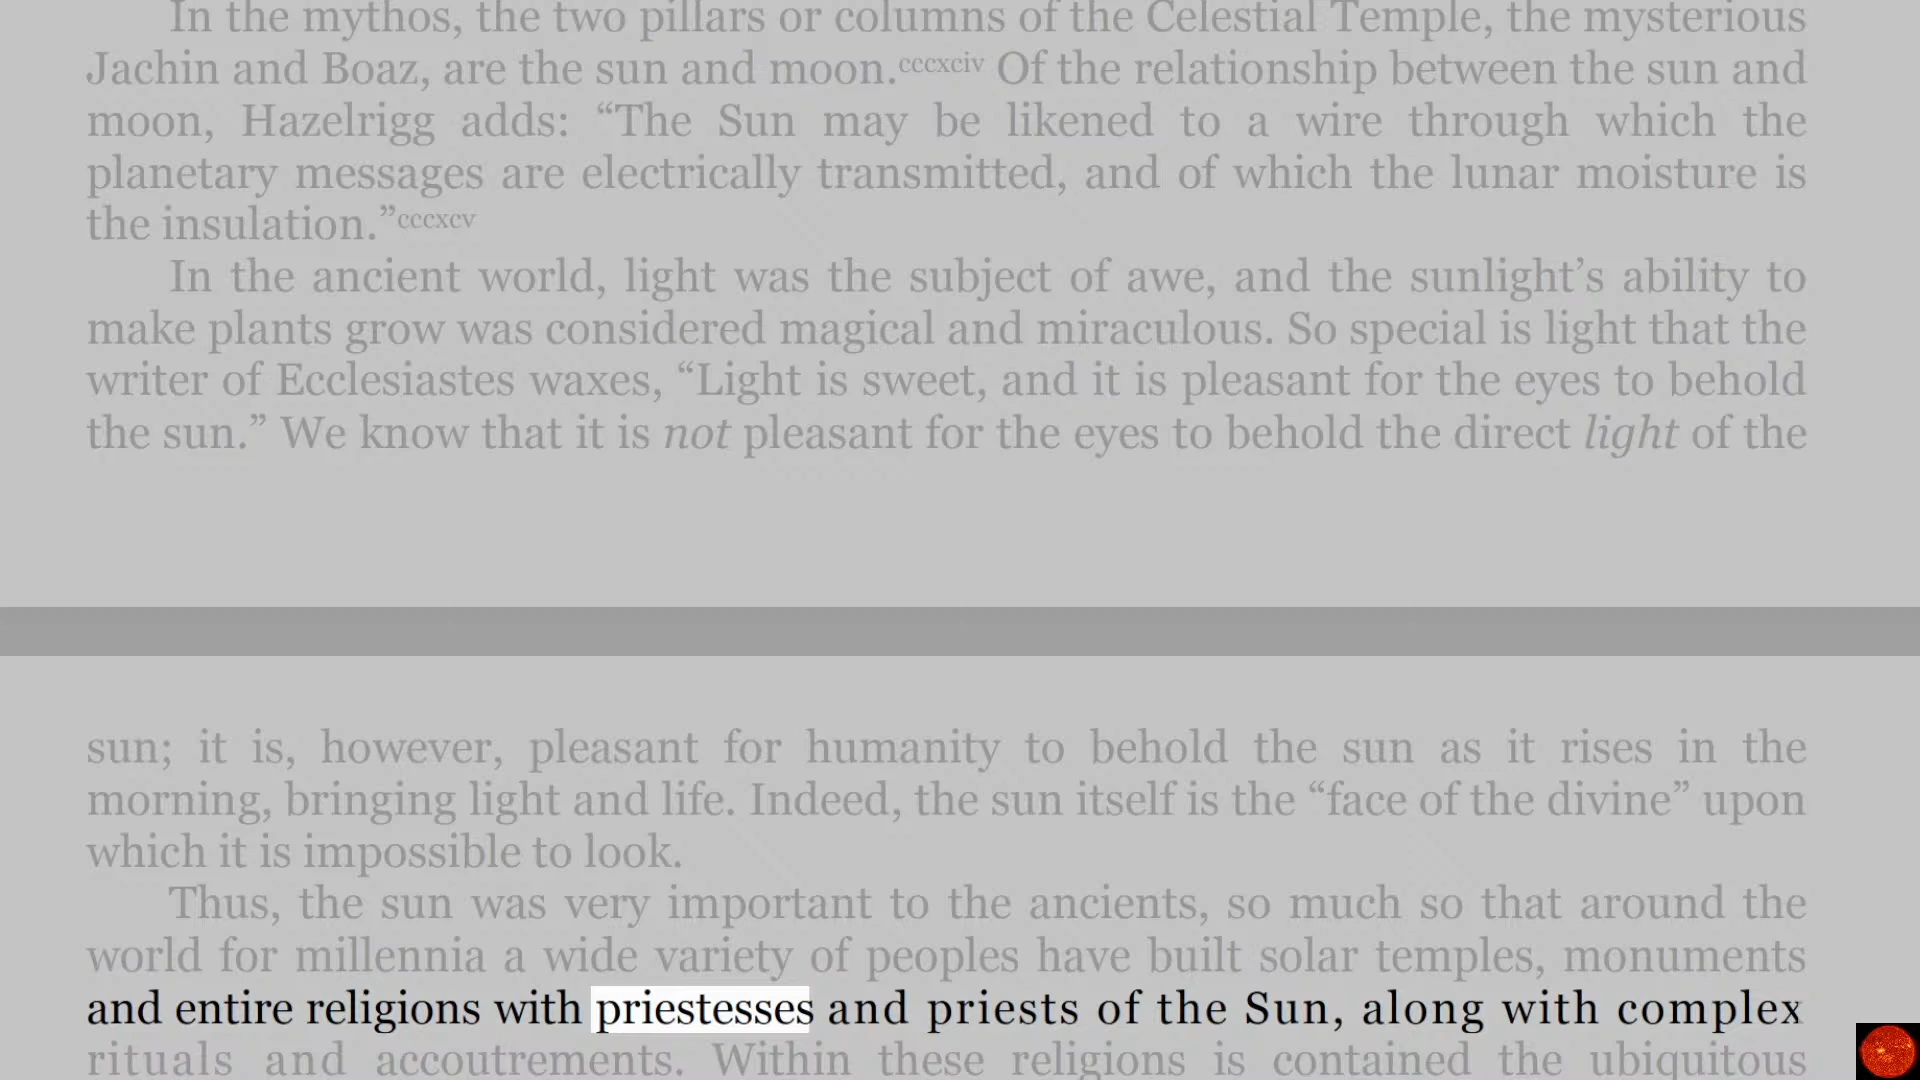 In the mythos, the two pillars or columns of the Celestial Temple, the mysterious
Jachin and Boaz, are the sun and moon.cccxciv Of the relationship between the sun and
moon, Hazelrigg adds: “The Sun may be likened to a wire through which the
planetary messages are electrically transmitted, and of which the lunar moisture is
the insulation.”cccxcv
In the ancient world, light was the subject of awe, and the sunlight’s ability to
make plants grow was considered magical and miraculous. So special is light that the
writer of Ecclesiastes waxes, “Light is sweet, and it is pleasant for the eyes to behold
the sun.” We know that it is not pleasant for the eyes to behold the direct light of the
sun; it is, however, pleasant for humanity to behold the sun as it rises in the
morning, bringing light and life. Indeed, the sun itself is the “face of the divine” upon
which it is impossible to look.
Thus, the sun was very important to the ancients, so much so that around the
world for millennia a wide variety of peoples have built solar temples, monuments
and entire religions with priestesses and priests of the Sun, along with complex
rituals and accoutrements. Within these religions is contained the ubiquitous